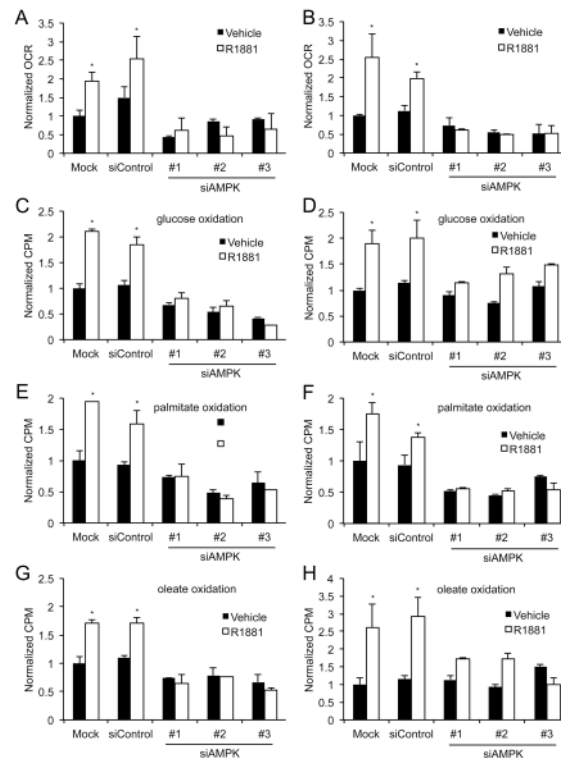 A
Normalized OCR
3.5
3
2.5
2
1.5
1
0.5
0
*
*
Vehicle
R1881
Mock siControl #1 #2 #3
siAMPK
B
Normalized OCR
3.5
3
2.5
2
1.5
1
0.5
0
*
*
Vehicle
R1881
Mock siControl #1 #2 #3
siAMPK
C
glucose oxidation
Normalized CPM
2.5
2
1.5
1
0.5
0
*
*
Vehicle
R1881
Mock siControl #1 #2 #3
siAMPK
D
glucose oxidation
Normalized CPM
2.5
2
1.5
1
0.5
0
*
*
Vehicle
R1881
Mock siControl #1 #2 #3
siAMPK
E
palmitate oxidation
Normalized CPM
2
1.5
1
0.5
0
*
*
Mock siControl #1 #2 #3
siAMPK
F
palmitate oxidation
Normalized CPM
2
1.5
1
0.5
0
*
*
Vehicle
R1881
Mock siControl #1 #2 #3
siAMPK
G
oleate oxidation
Normalized CPM
2
1.5
1
0.5
0
*
*
Vehicle
R1881
Mock siControl #1 #2 #3
siAMPK
H
oleate oxidation
Normalized CPM
4
3.5
3
2.5
2
1.5
1
0.5
0
*
*
Vehicle
R1881
Mock siControl #1 #2 #3
siAMPK